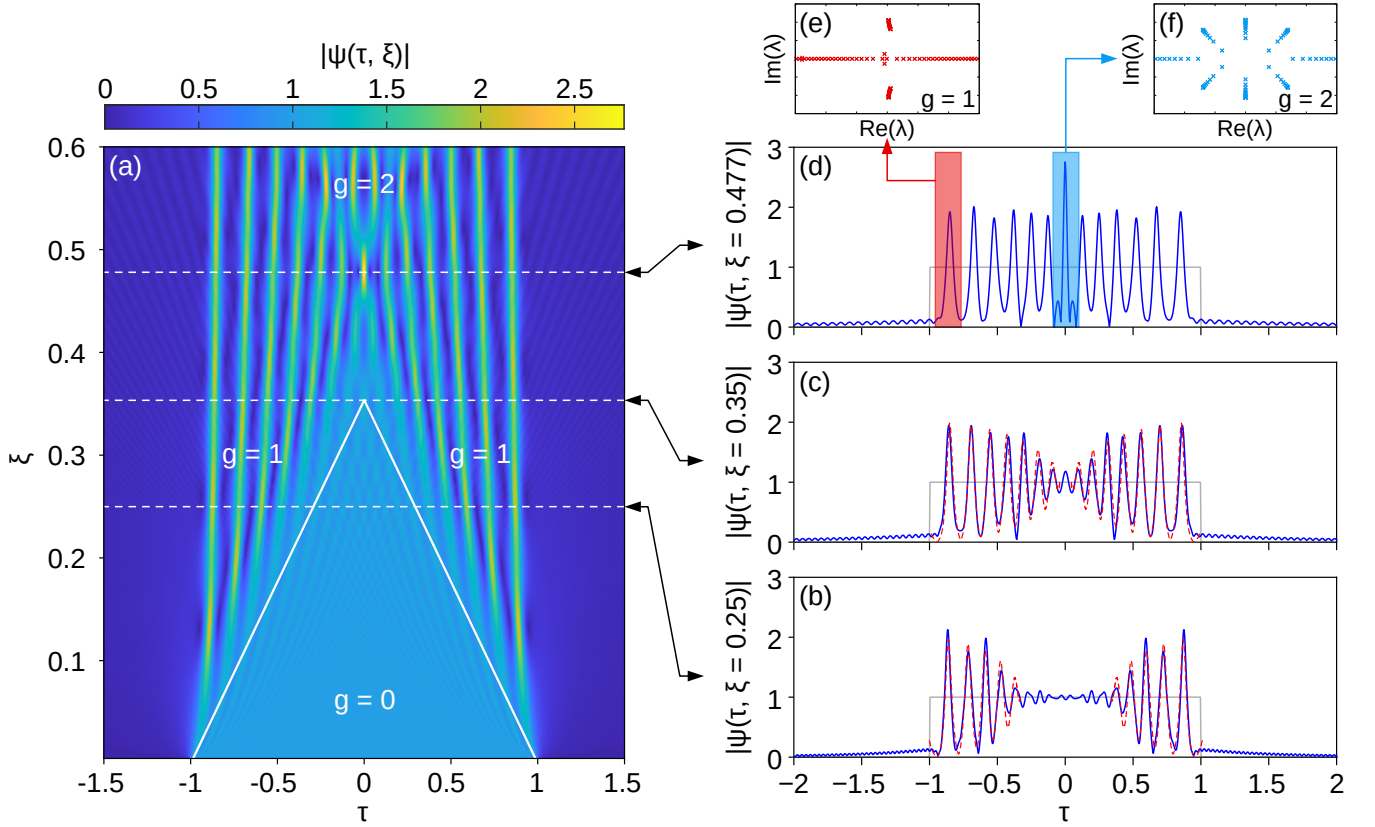 |ψ(τ, ξ)|
0 0.5 1 1.5 2 2.5
(a)
g = 2
g = 1
g = 1
g = 0
0.6
0.5
0.4
0.3
0.2
0.1
ξ
-1.5 -1 -0.5 0 0.5 1 1.5
τ
(e)
g = 1
Im(λ)
Re(λ)
(f)
g = 2
Im(λ)
Re(λ)
(d)
|ψ(τ, ξ = 0.477)|
3
2
1
0
(c)
|ψ(τ, ξ = 0.35)|
3
2
1
0
(b)
|ψ(τ, ξ = 0.25)|
3
2
1
0
−2 −1.5 −1 −0.5 0 0.5 1 1.5 2
τ